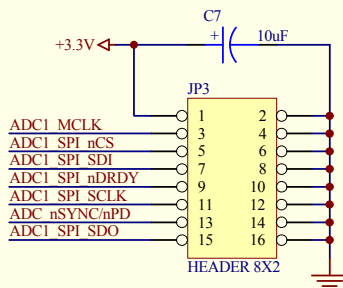 C7
+3.3V
+
10uF
JP3
1 2
ADC1_MCLK 3 4
ADC1_SPI_nCS 5 6
ADC1_SPI_SDI 7 8
ADC1_SPI_nDRDY 9 10
ADC1_SPI_SCLK 11 12
ADC_nSYNC/nPD 13 14
ADC1_SPI_SDO 15 16
HEADER 8X2